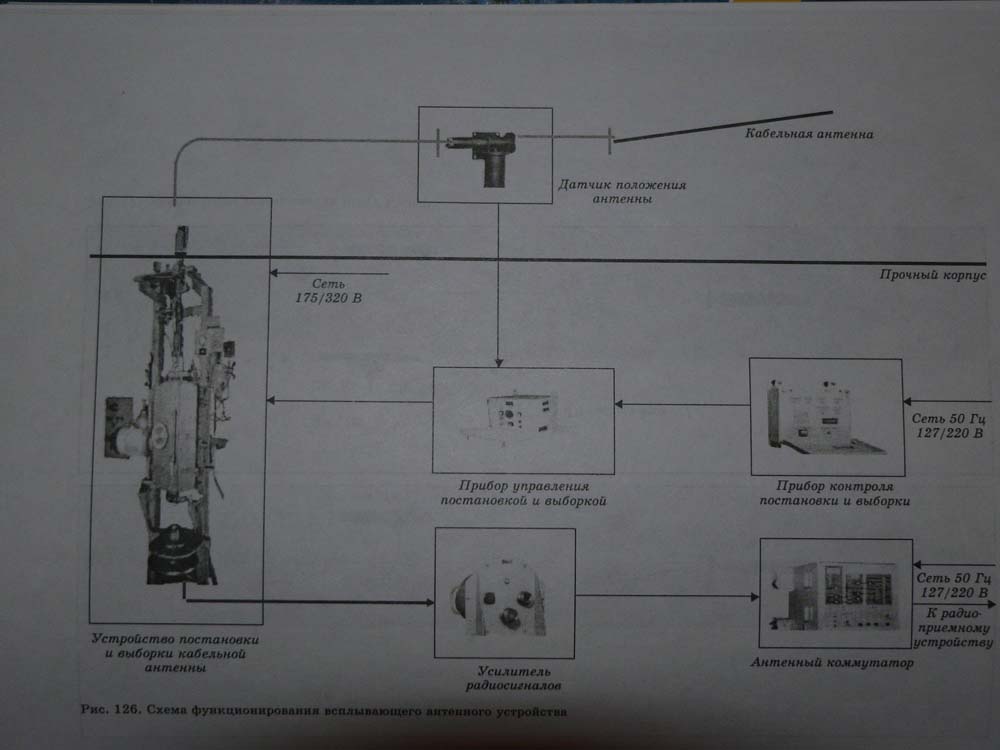 Кабельная антенна
Датчик положения
антенны
Прочный корпус
Сеть
175/320 В
Сеть 50 Гц
127/220 В
Прибор управления
постановкой и выборкой
Прибор контроля
постановки и выборки
Сеть 50 Гц
127/220 В
К радио-
приемному
устройству
Устройство постановки
и выборки кабельной
антенны
Усилитель
радиосигналов
Антенный коммутатор
Рис. 126. Схема функционирования всплывающего антенного устройства